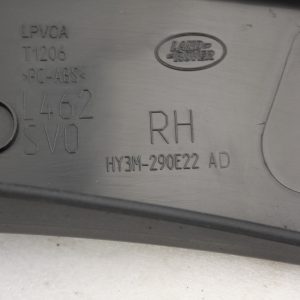 LPVCA
T1206
>PC-ABS<
L462
SVO
LAND
ROVER
RH
HY3M-290E22 AD